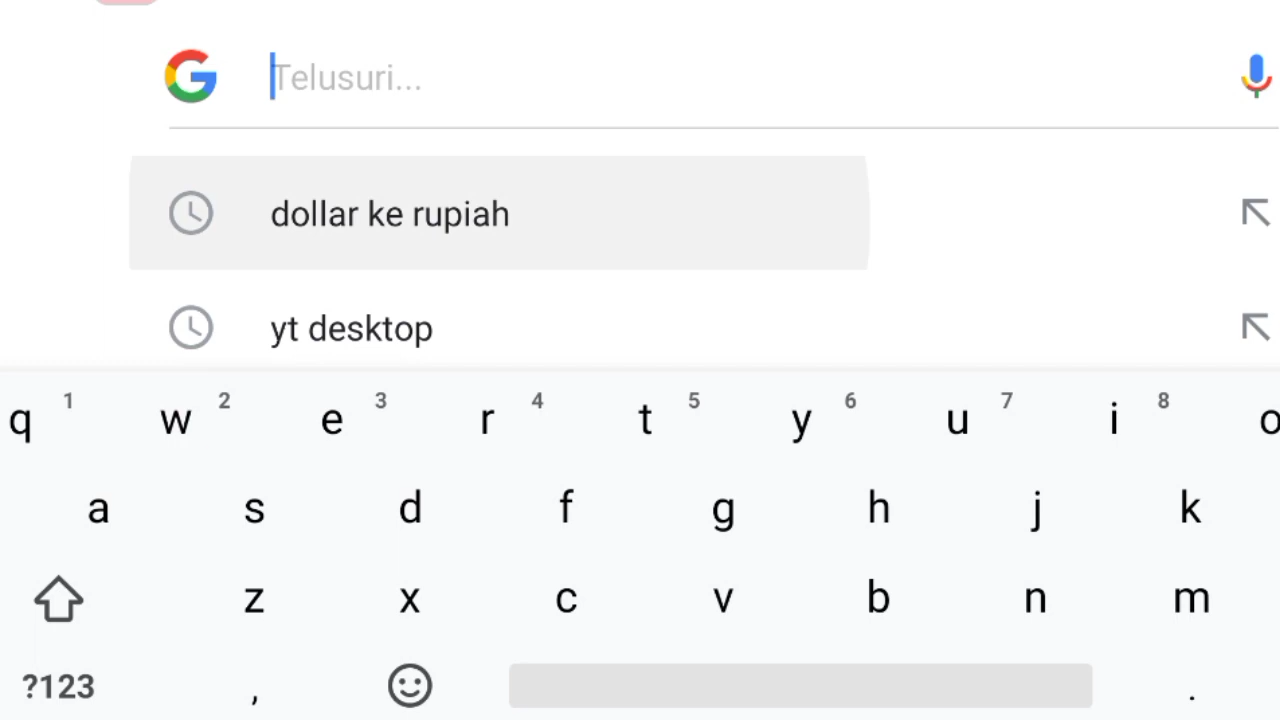 Telusuri...
dollar ke rupiah
yt desktop
q 1 w 2 e 3 r 4 t 5 y 6 u 7 i 8 o
a s d f g h j k
z x c v b n m
?123 , .